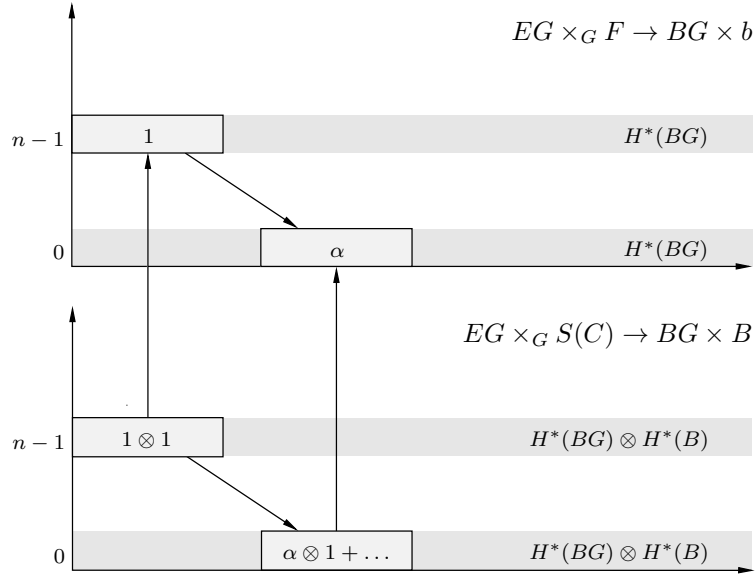 EG ×_G F → BG × b
n − 1
1
H*(BG)
0
α
H*(BG)
EG ×_G S(C) → BG × B
n − 1
1 ⊗ 1
H*(BG) ⊗ H*(B)
0
α ⊗ 1 + …
H*(BG) ⊗ H*(B)